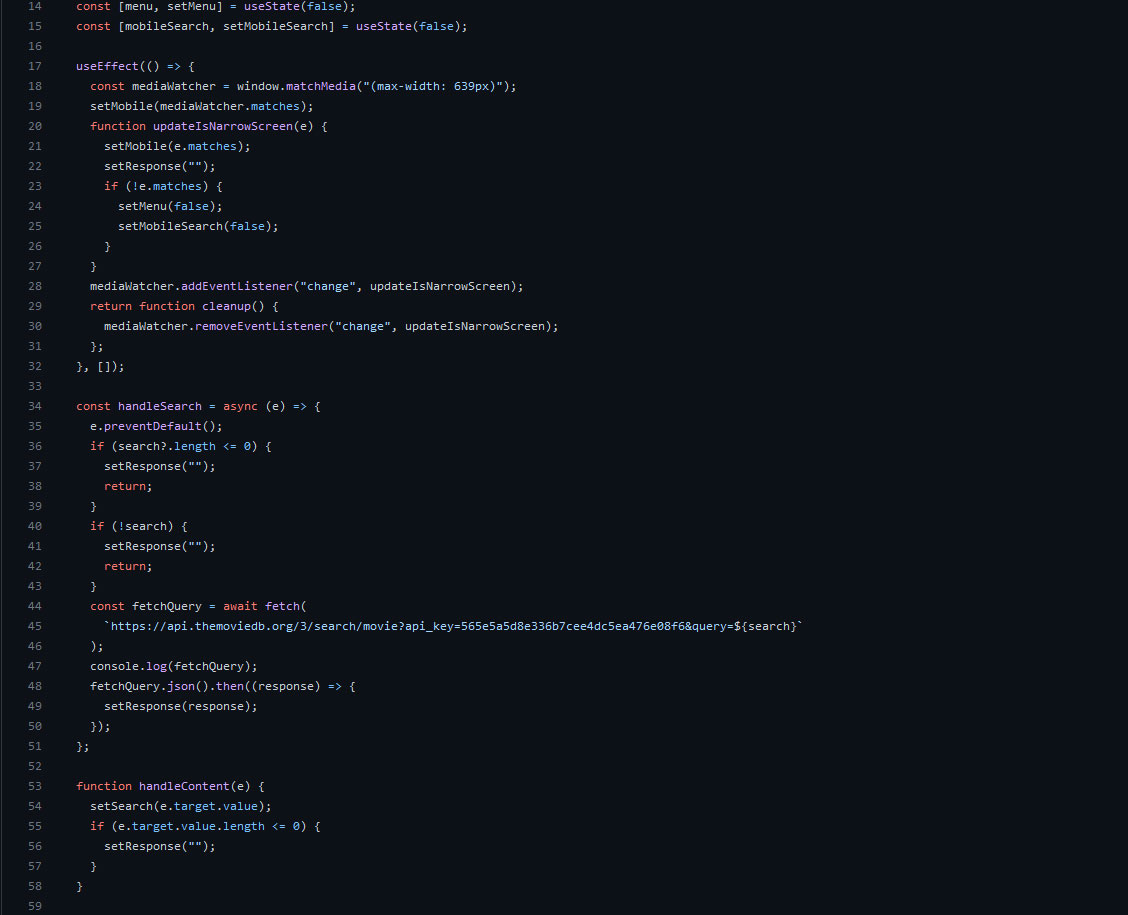 14 const [menu, setMenu] = useState(false);
15 const [mobileSearch, setMobileSearch] = useState(false);
16
17 useEffect(() => {
18 const mediaWatcher = window.matchMedia("(max-width: 639px)");
19 setMobile(mediaWatcher.matches);
20 function updateIsNarrowScreen(e) {
21 setMobile(e.matches);
22 setResponse("");
23 if (!e.matches) {
24 setMenu(false);
25 setMobileSearch(false);
26 }
27 }
28 mediaWatcher.addEventListener("change", updateIsNarrowScreen);
29 return function cleanup() {
30 mediaWatcher.removeEventListener("change", updateIsNarrowScreen);
31 };
32 }, []);
33
34 const handleSearch = async (e) => {
35 e.preventDefault();
36 if (search?.length <= 0) {
37 setResponse("");
38 return;
39 }
40 if (!search) {
41 setResponse("");
42 return;
43 }
44 const fetchQuery = await fetch(
45 `https://api.themoviedb.org/3/search/movie?api_key=565e5a5d8e336b7cee4dc5ea476e08f6&query=${search}`
46 );
47 console.log(fetchQuery);
48 fetchQuery.json().then((response) => {
49 setResponse(response);
50 });
51 };
52
53 function handleContent(e) {
54 setSearch(e.target.value);
55 if (e.target.value.length <= 0) {
56 setResponse("");
57 }
58 }
59